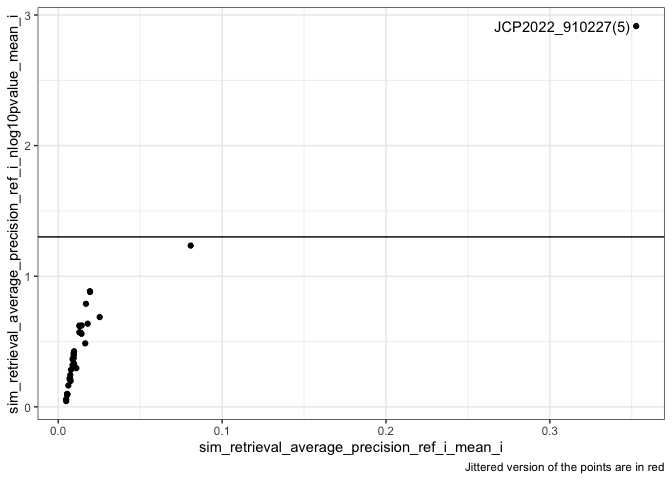 sim_retrieval_average_precision_ref_i_nlog10pvalue_mean_i
3
2
1
0
JCP2022_910227(5)
0.0 0.1 0.2 0.3
sim_retrieval_average_precision_ref_i_mean_i
Jittered version of the points are in red